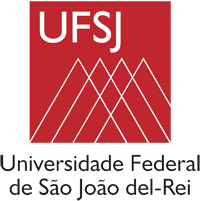 UFSJ
Universidade Federal
de São João del-Rei